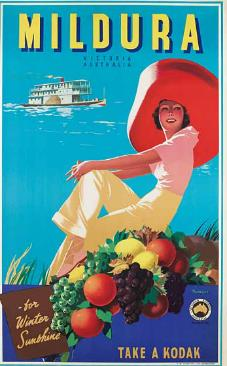 MILDURA
VICTORIA
AUSTRALIA
-for
Winter
Sunshine
TAKE A KODAK